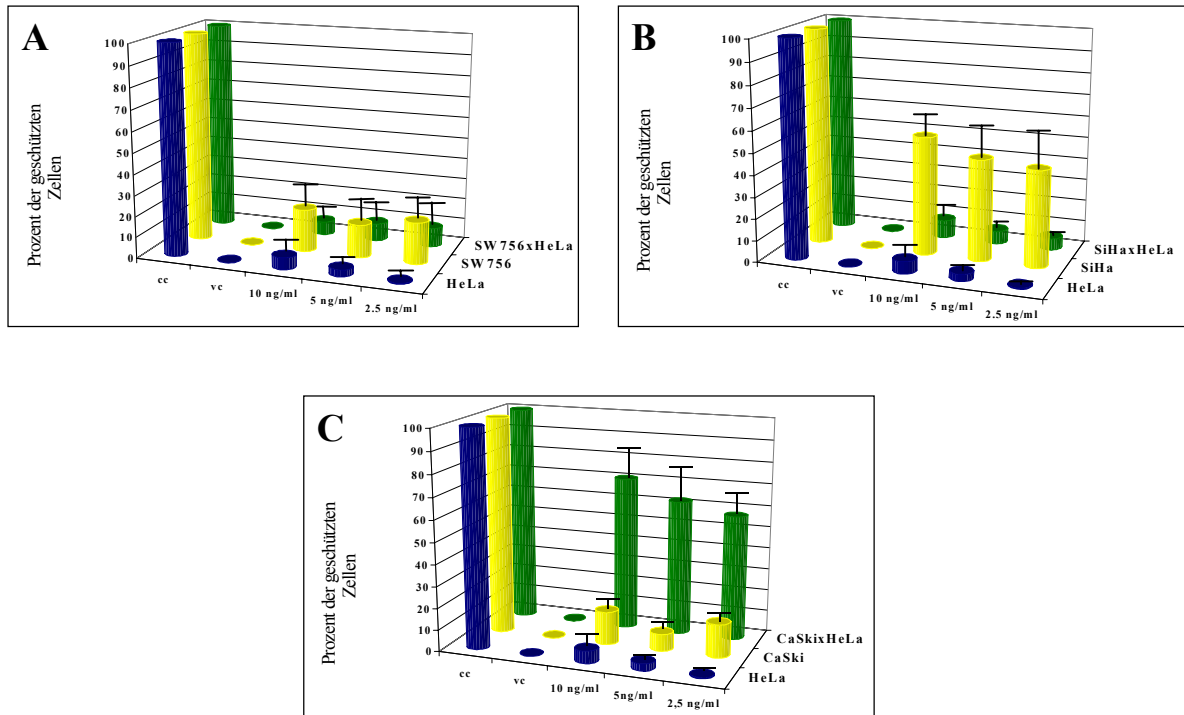 A
100
90
80
70
60
50
40
30
20
10
0
Prozent der geschützten
Zellen
cc
vc
10 ng/ml
5 ng/ml
2.5 ng/ml
SW756xHeLa
SW756
HeLa
B
100
90
80
70
60
50
40
30
20
10
0
Prozent der geschützten
Zellen
cc
vc
10 ng/ml
5 ng/ml
2.5 ng/ml
SiHaxHeLa
SiHa
HeLa
C
100
90
80
70
60
50
40
30
20
10
0
Prozent der geschützten
Zellen
cc
vc
10 ng/ml
5ng/ml
2,5 ng/ml
CaSkixHeLa
CaSki
HeLa